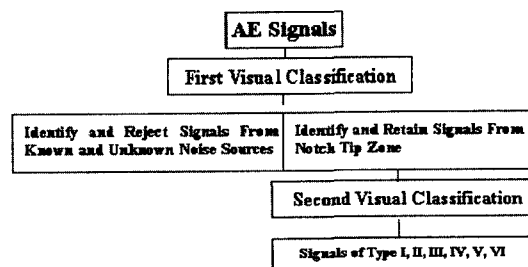 AE Signals
First Visual Classification
Identify and Reject Signals From
Known and Unknown Noise Sources
Identify and Retain Signals From
Notch Tip Zone
Second Visual Classification
Signals of Type I, II, III, IV, V, VI